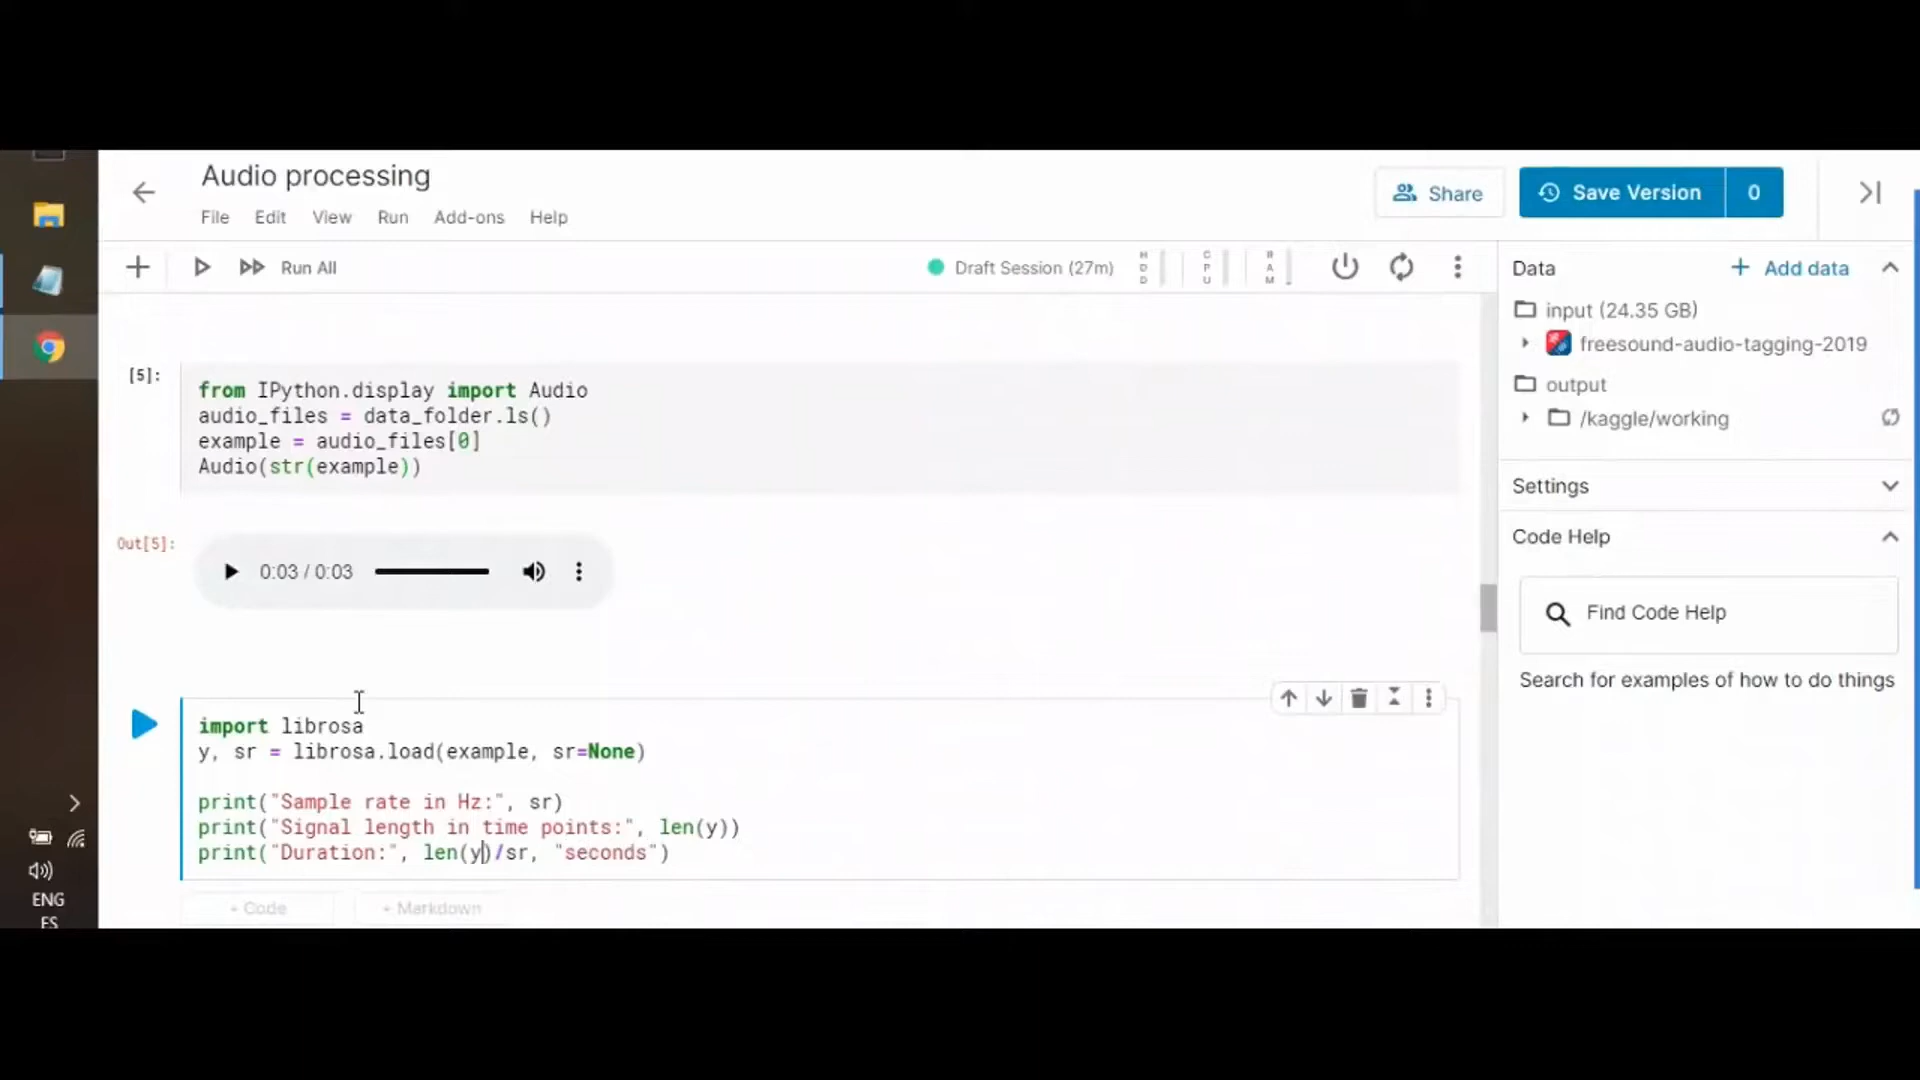 Audio processing
File Edit View Run Add-ons Help
Share
Save Version 0
Run All
Draft Session (27m)
HDD
CPU
RAM
[5]:
from IPython.display import Audio
audio_files = data_folder.ls()
example = audio_files[0]
Audio(str(example))
Out[5]:
0:03 / 0:03
import librosa
y, sr = librosa.load(example, sr=None)
print("Sample rate in Hz:", sr)
print("Signal length in time points:", len(y))
print("Duration:", len(y)/sr, "seconds")
+ Code + Markdown
Data + Add data
input (24.35 GB)
freesound-audio-tagging-2019
output
/kaggle/working
Settings
Code Help
Find Code Help
Search for examples of how to do things
ENG
ES